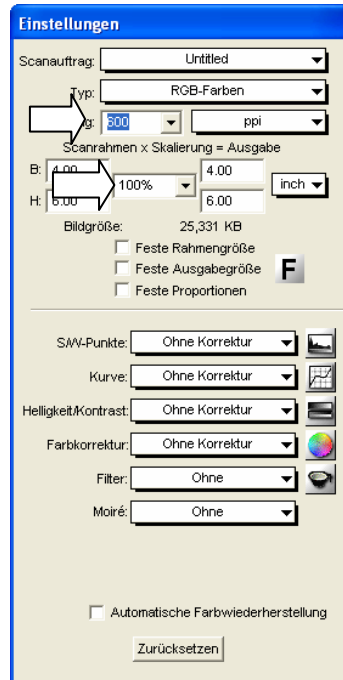 Einstellungen
Scanauftrag: Untitled
Typ: RGB-Farben
g: 600 ppi
Scanrahmen x Skalierung = Ausgabe
B: 4.00 100% 4.00 inch
H: 6.00 6.00
Bildgröße: 25,331 KB
Feste Rahmengröße
Feste Ausgabegröße F
Feste Proportionen
S/W-Punkte: Ohne Korrektur
Kurve: Ohne Korrektur
Helligkeit/Kontrast: Ohne Korrektur
Farbkorrektur: Ohne Korrektur
Filter: Ohne
Moiré: Ohne
Automatische Farbwiederherstellung
Zurücksetzen